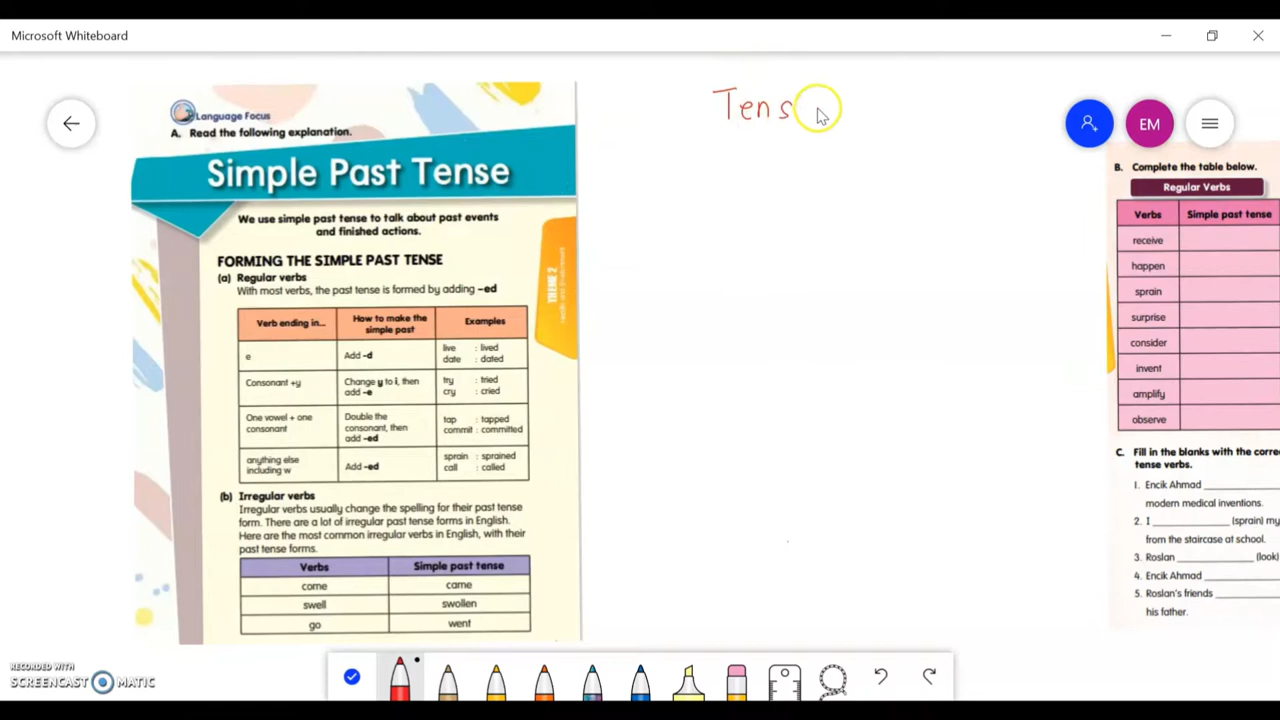 Microsoft Whiteboard
Tens
EM
Language Focus
A. Read the following explanation.
Simple Past Tense
We use simple past tense to talk about past events
and finished actions.
FORMING THE SIMPLE PAST TENSE
(a) Regular verbs
With most verbs, the past tense is formed by adding –ed
Verb ending in... How to make the simple past Examples
e Add -d live : lived
date : dated
Consonant +y Change y to i, then try : tried
add -e cry : cried
One vowel + one Double the
consonant consonant, then tap : tapped
add -ed commit : committed
anything else sprain : sprained
including w Add -ed call : called
(b) Irregular verbs
Irregular verbs usually change the spelling for their past tense
form. There are a lot of irregular past tense forms in English.
Here are the most common irregular verbs in English, with their
past tense forms.
Verbs Simple past tense
come came
swell swollen
go went
THEME 2
B. Complete the table below.
Regular Verbs
Verbs Simple past tense
receive
happen
sprain
surprise
consider
invent
amplify
observe
C. Fill in the blanks with the corre
tense verbs.
1. Encik Ahmad ________
modern medical inventions.
2. I ________ (sprain) my
from the staircase at school.
3. Roslan ________ (look)
4. Encik Ahmad ________
5. Roslan's friends ________
his father.
RECORDED WITH
SCREENCAST MATIC